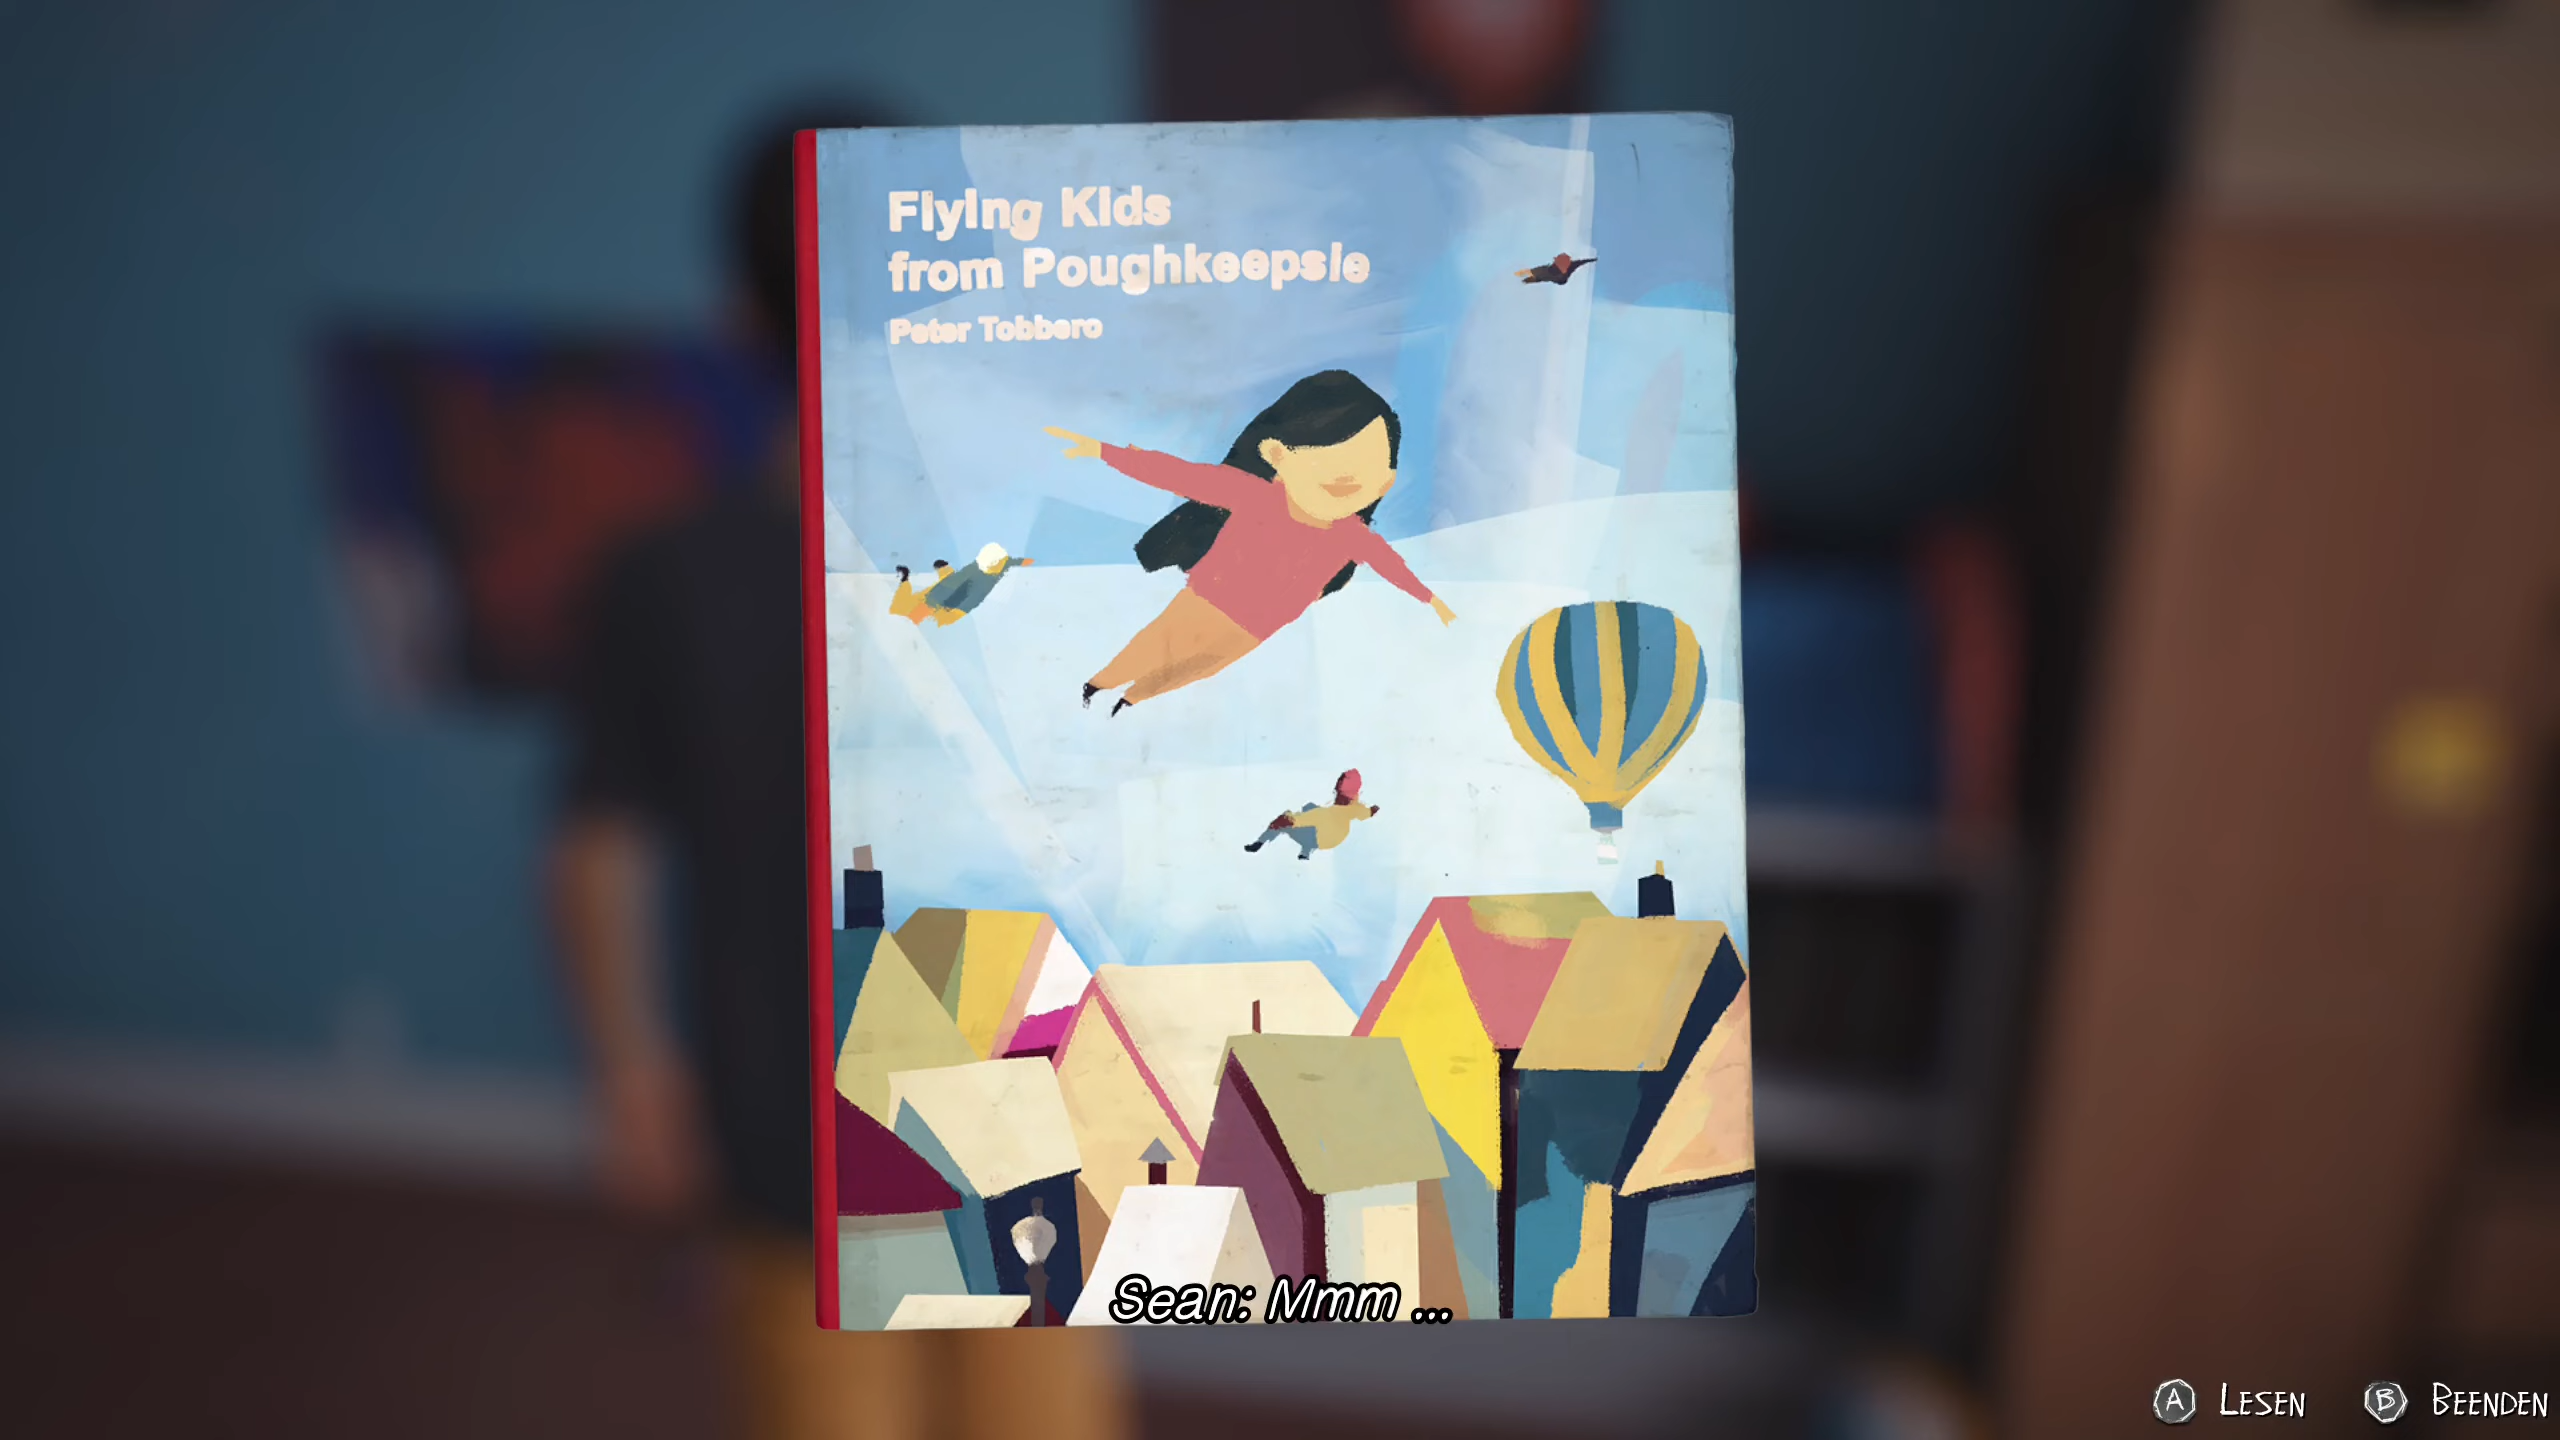 Flying Kids
from Poughkeepsie
Peter Tobbero
Sean: Mmm ...
A LESEN B BEENDEN